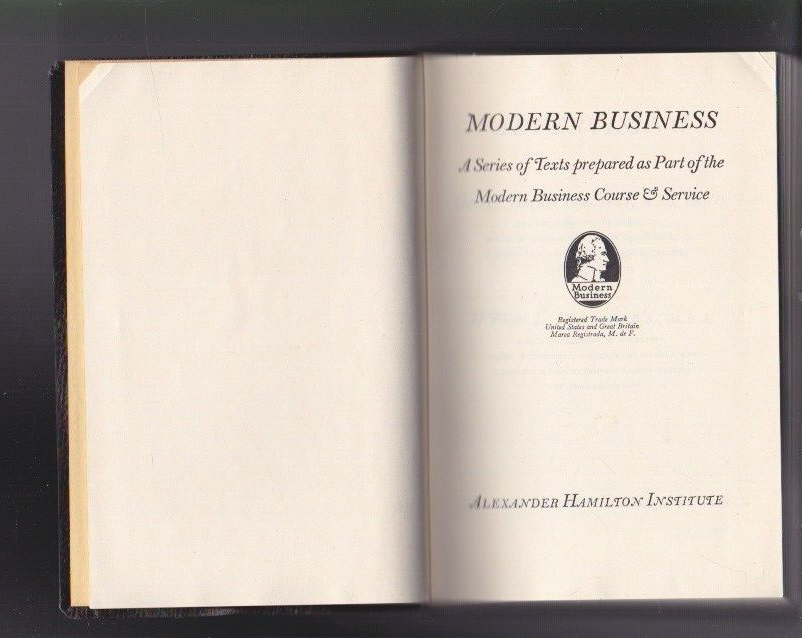 MODERN BUSINESS
A Series of Texts prepared as Part of the
Modern Business Course & Service
Modern
Business
Registered Trade Mark
United States and Great Britain
Marca Registrada, M. de F.
ALEXANDER HAMILTON INSTITUTE